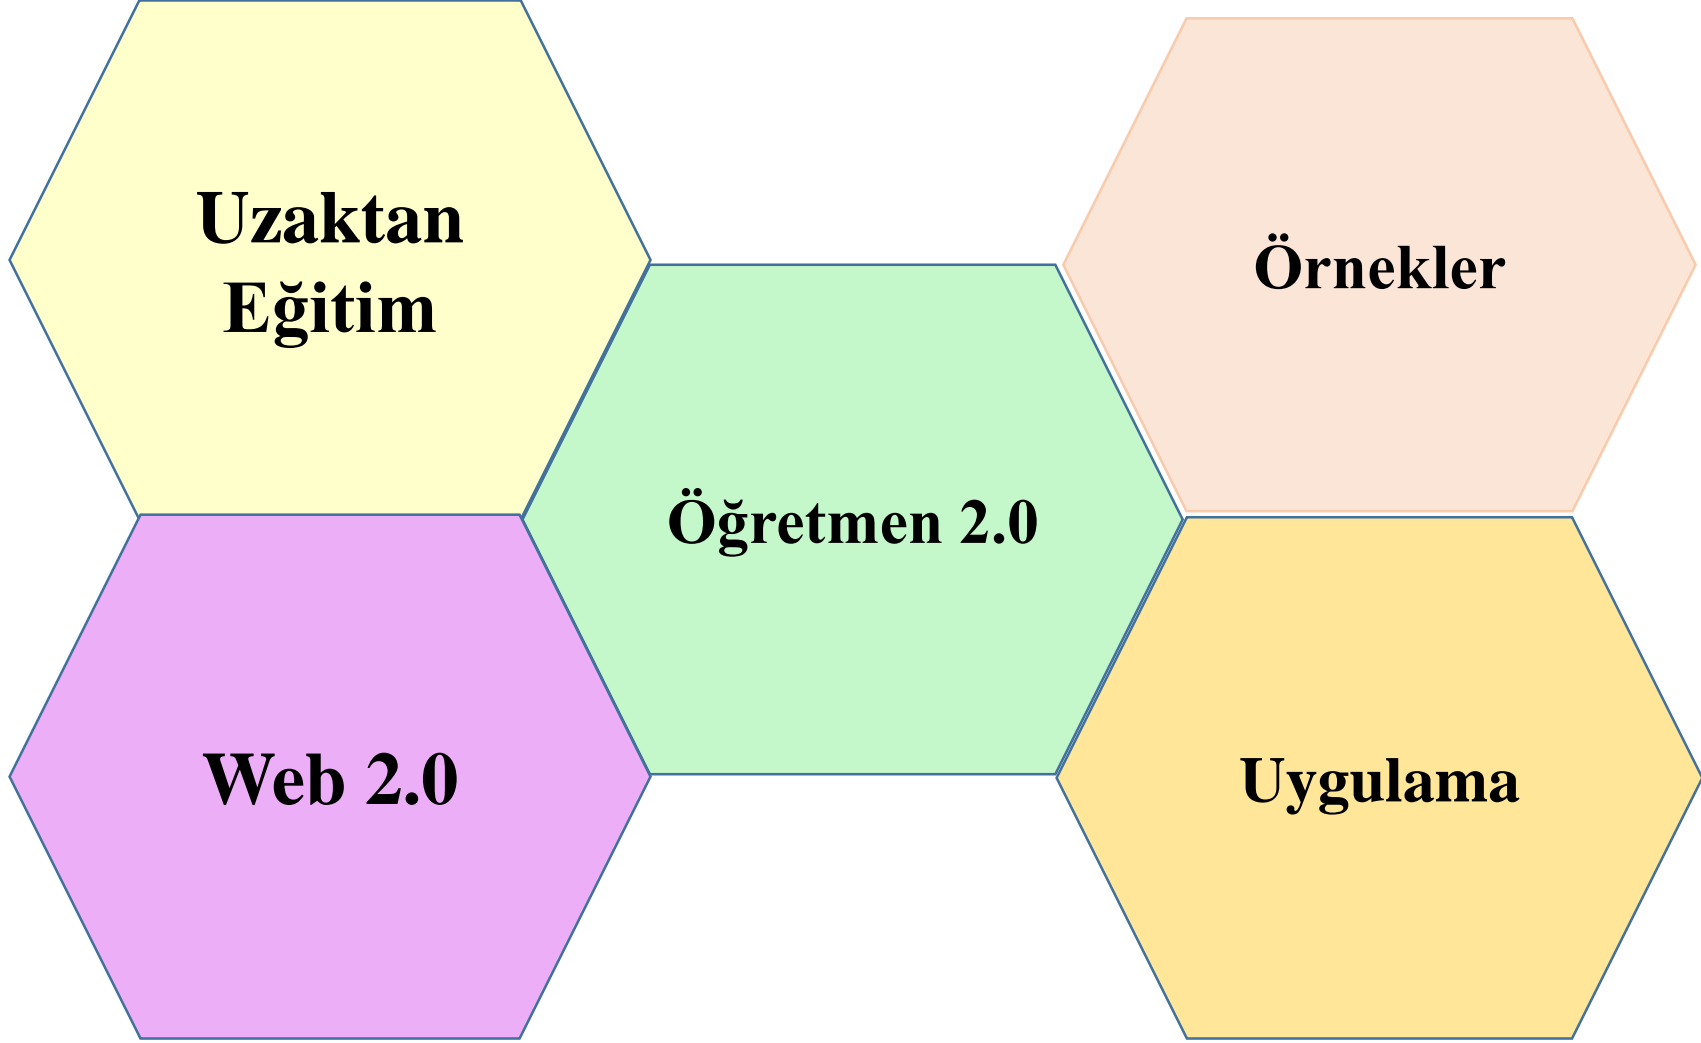 Uzaktan
Eğitim
Örnekler
Öğretmen 2.0
Web 2.0
Uygulama